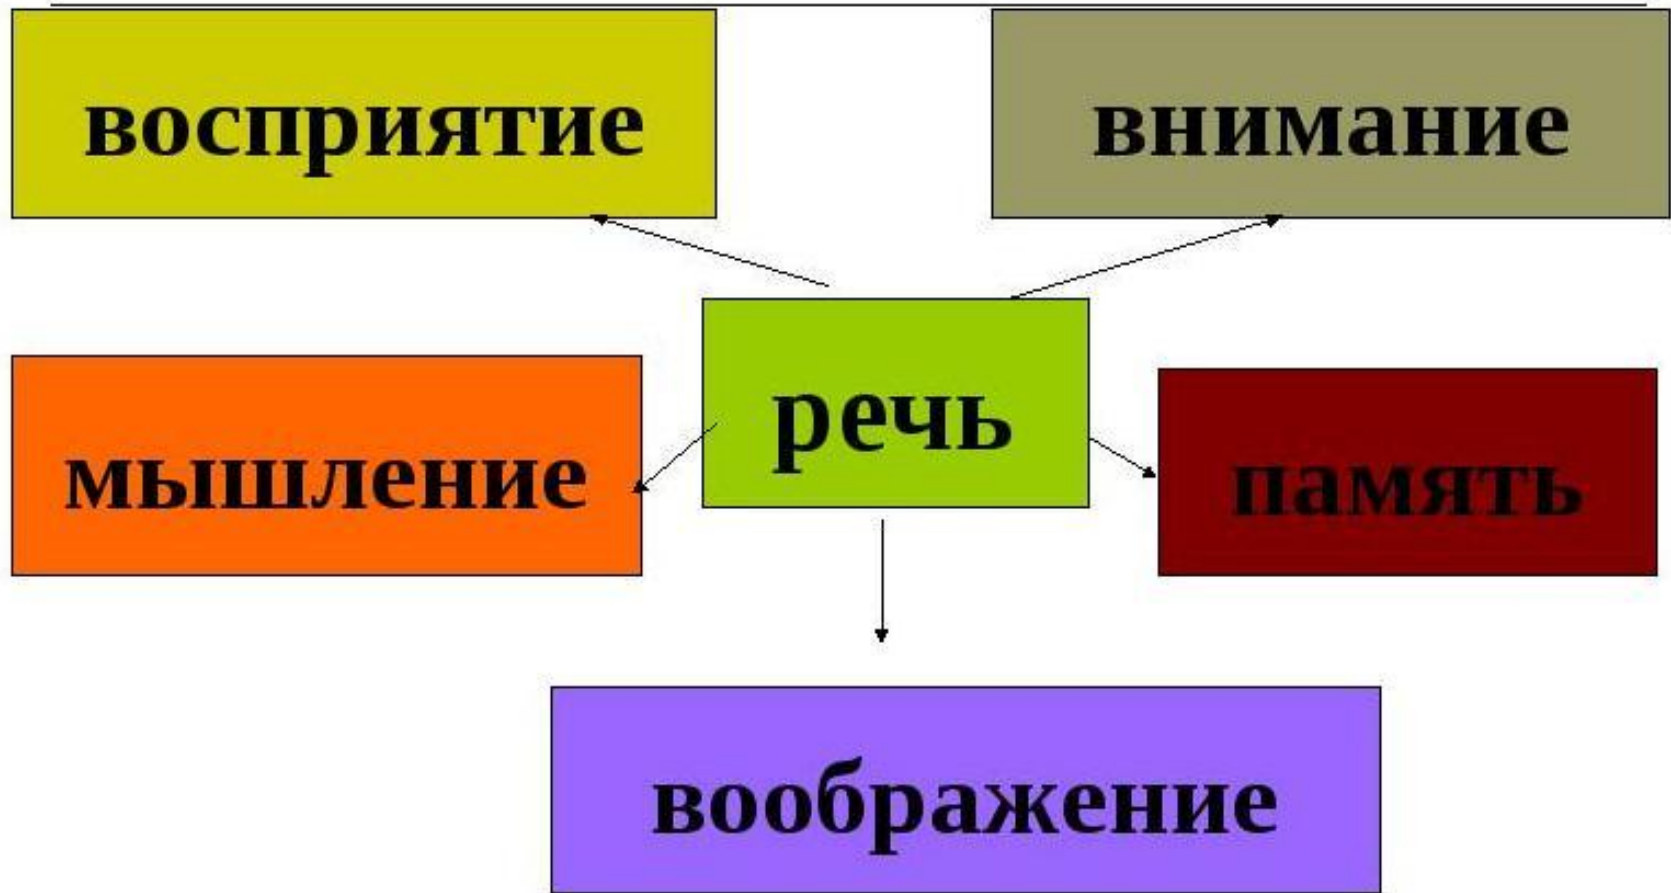 восприятие
внимание
речь
мышление
память
воображение